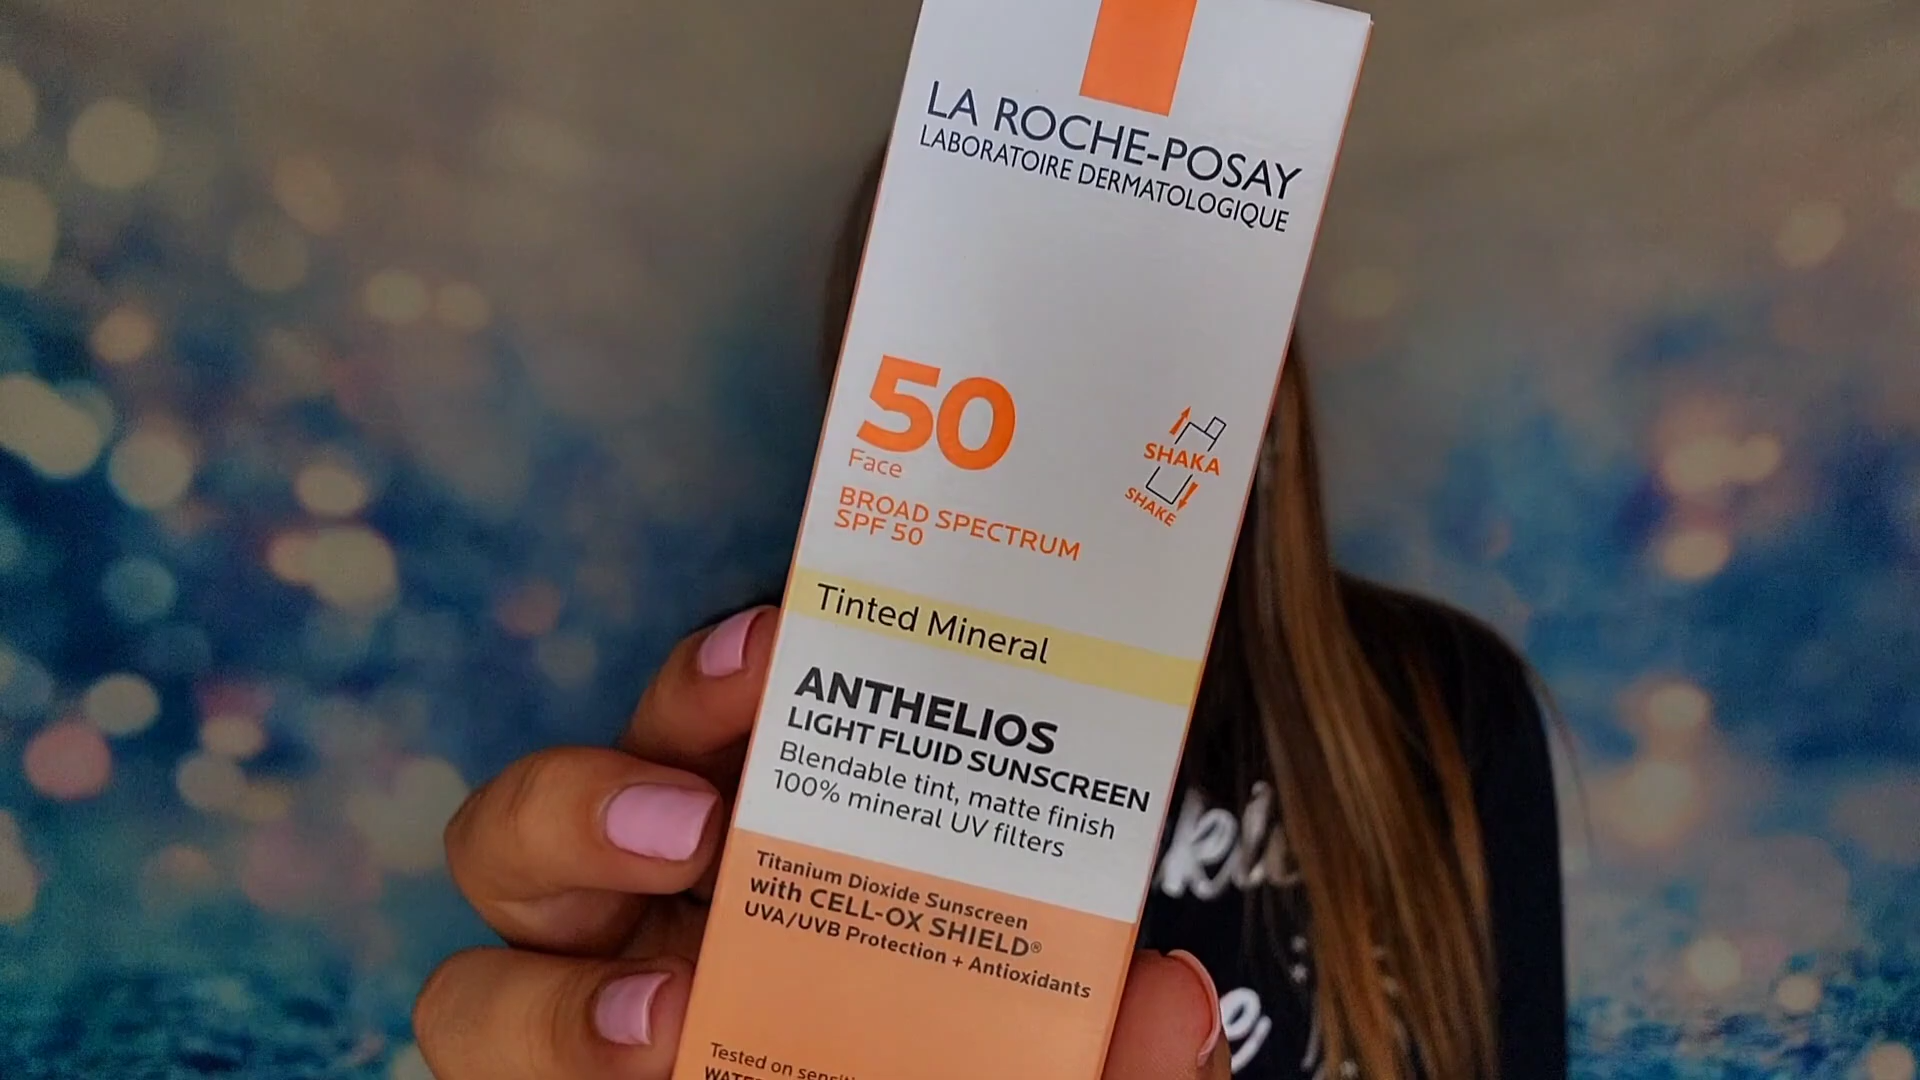 LA ROCHE-POSAY
LABORATOIRE DERMATOLOGIQUE
50
Face
BROAD SPECTRUM
SPF 50
SHAKA
SHAKE
Tinted Mineral
ANTHELIOS
LIGHT FLUID SUNSCREEN
Blendable tint, matte finish
100% mineral UV filters
Titanium Dioxide Sunscreen
with CELL-OX SHIELD®
UVA/UVB Protection + Antioxidants
Tested on